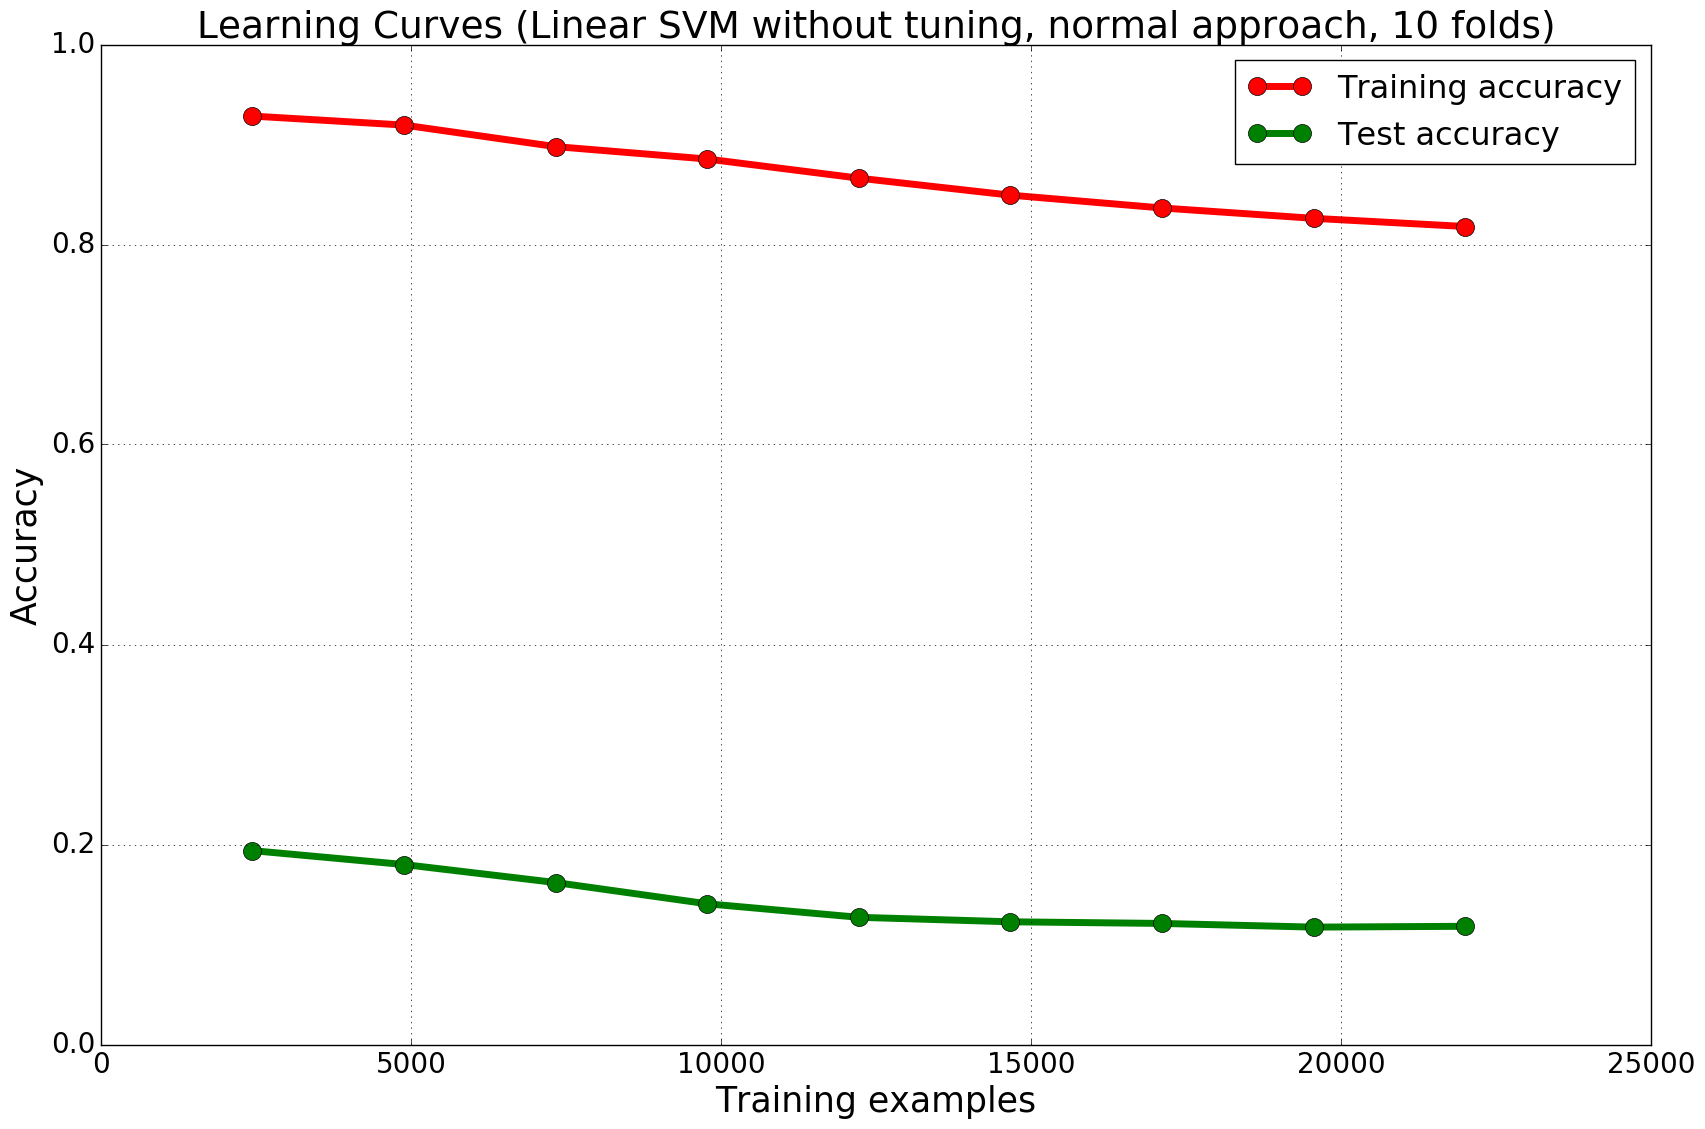 Learning Curves (Linear SVM without tuning, normal approach, 10 folds)
Training accuracy
Test accuracy
1.0
0.8
0.6
0.4
0.2
0.0
Accuracy
0 5000 10000 15000 20000 25000
Training examples